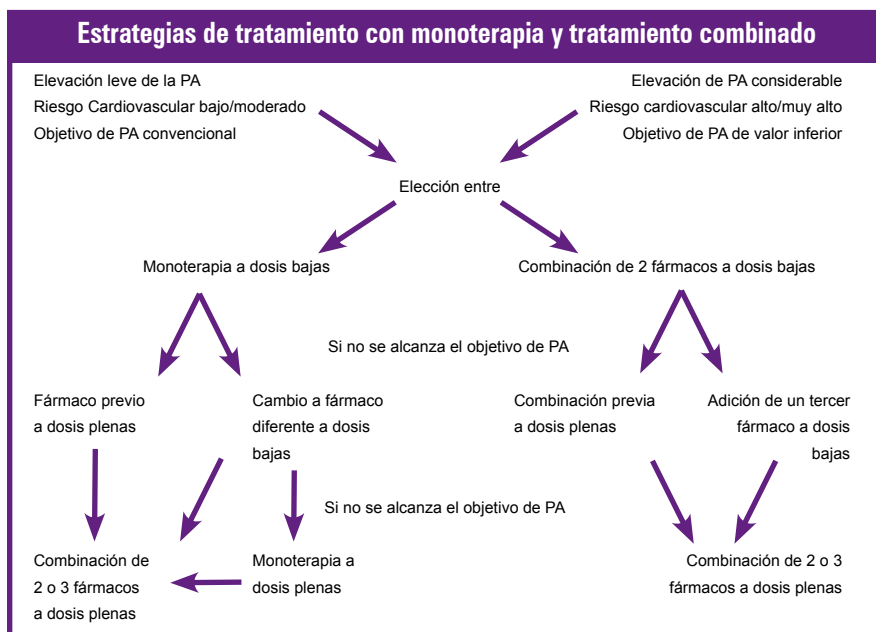 Estrategias de tratamiento con monoterapia y tratamiento combinado
Elevación leve de la PA
Riesgo Cardiovascular bajo/moderado
Objetivo de PA convencional
Elevación de PA considerable
Riesgo cardiovascular alto/muy alto
Objetivo de PA de valor inferior
Elección entre
Monoterapia a dosis bajas
Combinación de 2 fármacos a dosis bajas
Si no se alcanza el objetivo de PA
Fármaco previo
a dosis plenas
Cambio a fármaco
diferente a dosis
bajas
Combinación previa
a dosis plenas
Adición de un tercer
fármaco a dosis
bajas
Si no se alcanza el objetivo de PA
Combinación de
2 o 3 fármacos
a dosis plenas
Monoterapia a
dosis plenas
Combinación de 2 o 3
fármacos a dosis plenas